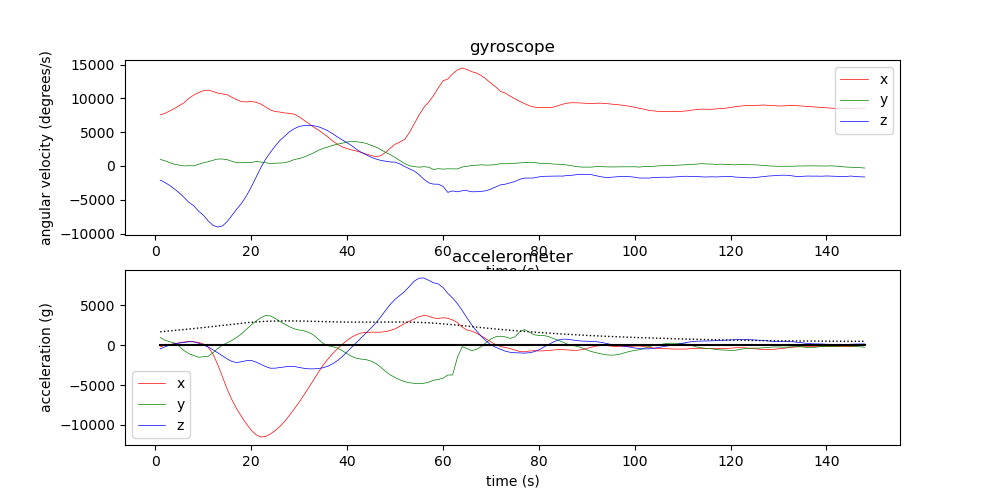 gyroscope
angular velocity (degrees/s)
15000
10000
5000
0
−5000
−10000
x
y
z
0 20 40 60 80 100 120 140
time (s)
accelerometer
acceleration (g)
5000
0
−5000
−10000
x
y
z
0 20 40 60 80 100 120 140
time (s)